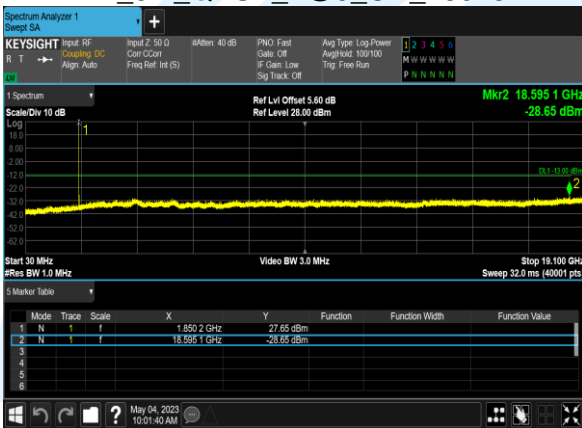 Spectrum Analyzer 1
Swept SA
KEYSIGHT Input: RF Input Z: 50 Ω #Atten: 40 dB PNO: Fast Avg Type: Log-Power 1 2 3 4 5 6
R T Coupling: DC Corr CCorr Gate: Off Avg|Hold: 100/100 M W W W W W
Align: Auto Freq Ref: Int (S) IF Gain: Low Trig: Free Run
Sig Track: Off P N N N N N
LW
1 Spectrum Ref Lvl Offset 5.60 dB Mkr2 18.595 1 GHz
Scale/Div 10 dB Ref Level 28.00 dBm -28.65 dBm
Log
1
18.0
8.00
-2.00
DL1 -13.00 dBm
-12.0
2
-22.0
-32.0
-42.0
-52.0
-62.0
Start 30 MHz Video BW 3.0 MHz Stop 19.100 GHz
#Res BW 1.0 MHz Sweep 32.0 ms (40001 pts
5 Marker Table
Mode Trace Scale X Y Function Function Width Function Value
1 N 1 f 1.850 2 GHz 27.65 dBm
2 N 1 f 18.595 1 GHz -28.65 dBm
3
4
5
6
? May 04, 2023
10:01:40 AM